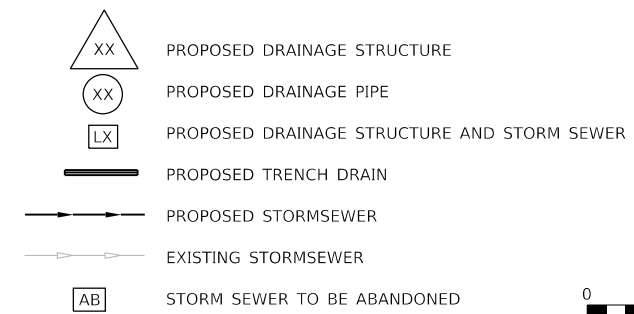 XX PROPOSED DRAINAGE STRUCTURE
XX PROPOSED DRAINAGE PIPE
LX PROPOSED DRAINAGE STRUCTURE AND STORM SEWER
PROPOSED TRENCH DRAIN
PROPOSED STORMSEWER
EXISTING STORMSEWER
AB STORM SEWER TO BE ABANDONED
0